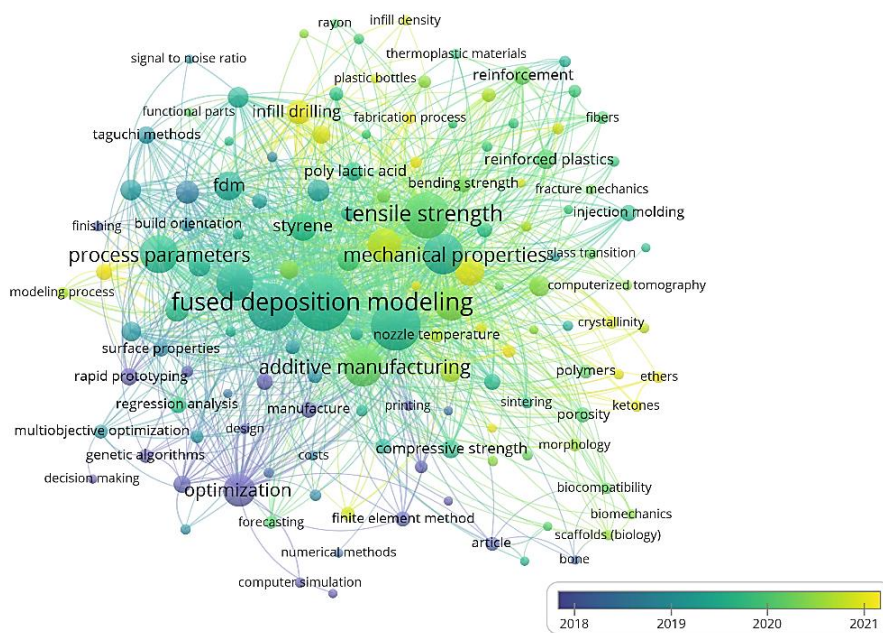 infill density
rayon
signal to noise ratio
thermoplastic materials
plastic bottles
reinforcement
functional parts
infill drilling
fabrication process
fibers
taguchi methods
poly lactic acid
reinforced plastics
fdm
bending strength
fracture mechanics
finishing
build orientation
styrene
tensile strength
injection molding
process parameters
mechanical properties
glass transition
modeling process
fused deposition modeling
computerized tomography
nozzle temperature
crystallinity
surface properties
rapid prototyping
additive manufacturing
polymers
ethers
regression analysis
manufacture
printing
sintering
porosity
ketones
multiobjective optimization
design
genetic algorithms
costs
compressive strength
morphology
decision making
optimization
biocompatibility
forecasting
finite element method
biomechanics
scaffolds (biology)
article
numerical methods
bone
computer simulation
2018 2019 2020 2021